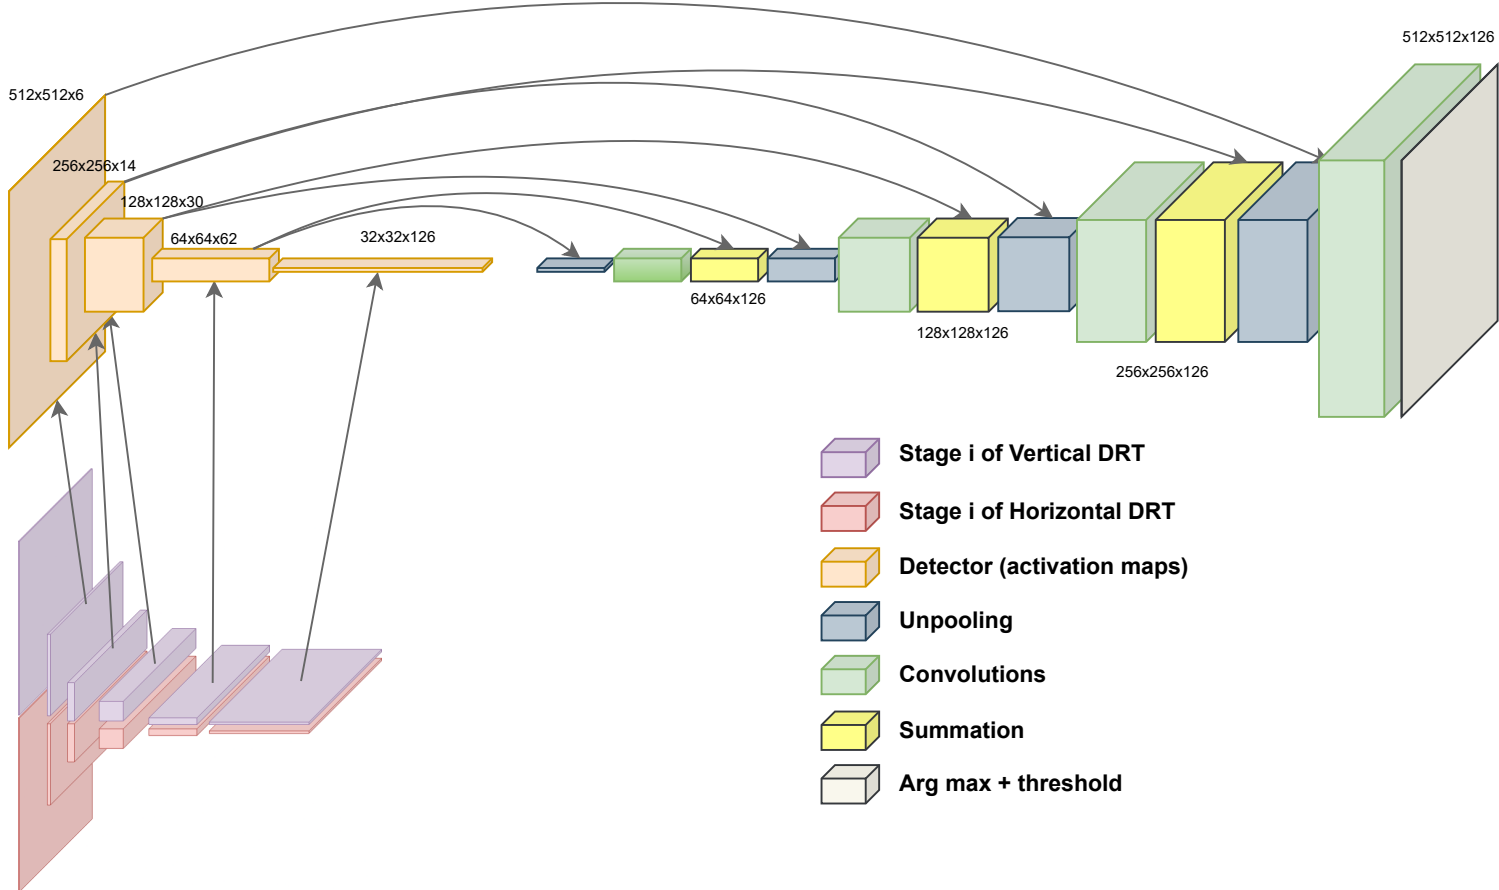 512x512x6
256x256x14
128x128x30
64x64x62
32x32x126
64x64x126
128x128x126
256x256x126
512x512x126
Stage i of Vertical DRT
Stage i of Horizontal DRT
Detector (activation maps)
Unpooling
Convolutions
Summation
Arg max + threshold